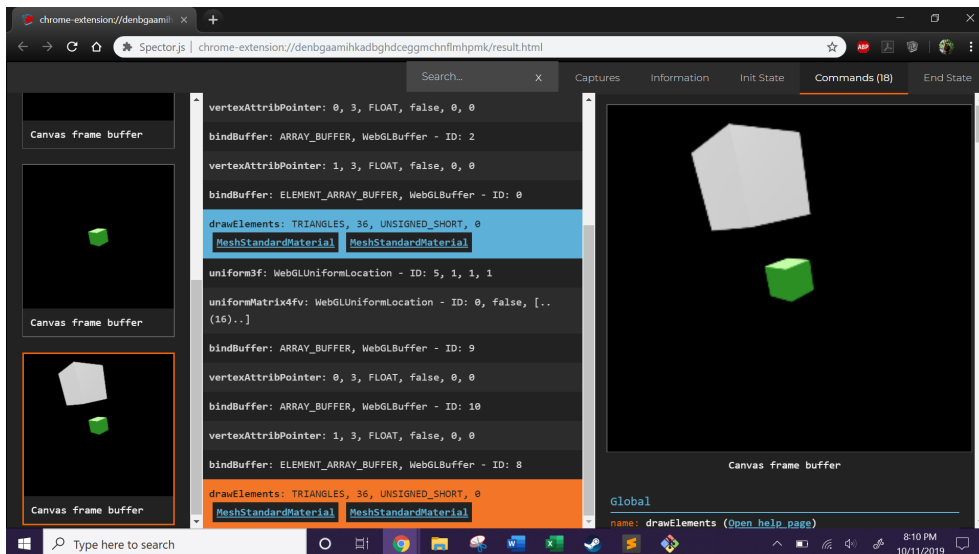 chrome-extension://denbgaamih
Spector.js | chrome-extension://denbgaamihkadbghdceggmchnflmhpmk/result.html
ABP
Search... X
Captures
Information
Init State
Commands (18)
End State
Canvas frame buffer
Canvas frame buffer
Canvas frame buffer
vertexAttribPointer: 0, 3, FLOAT, false, 0, 0
bindBuffer: ARRAY_BUFFER, WebGLBuffer - ID: 2
vertexAttribPointer: 1, 3, FLOAT, false, 0, 0
bindBuffer: ELEMENT_ARRAY_BUFFER, WebGLBuffer - ID: 0
drawElements: TRIANGLES, 36, UNSIGNED_SHORT, 0
MeshStandardMaterial MeshStandardMaterial
uniform3f: WebGLUniformLocation - ID: 5, 1, 1, 1
uniformMatrix4fv: WebGLUniformLocation - ID: 0, false, [..
(16)..]
bindBuffer: ARRAY_BUFFER, WebGLBuffer - ID: 9
vertexAttribPointer: 0, 3, FLOAT, false, 0, 0
bindBuffer: ARRAY_BUFFER, WebGLBuffer - ID: 10
vertexAttribPointer: 1, 3, FLOAT, false, 0, 0
bindBuffer: ELEMENT_ARRAY_BUFFER, WebGLBuffer - ID: 8
drawElements: TRIANGLES, 36, UNSIGNED_SHORT, 0
MeshStandardMaterial MeshStandardMaterial
Canvas frame buffer
Global
name: drawElements (Open help page)
Type here to search
8:10 PM
10/11/2019